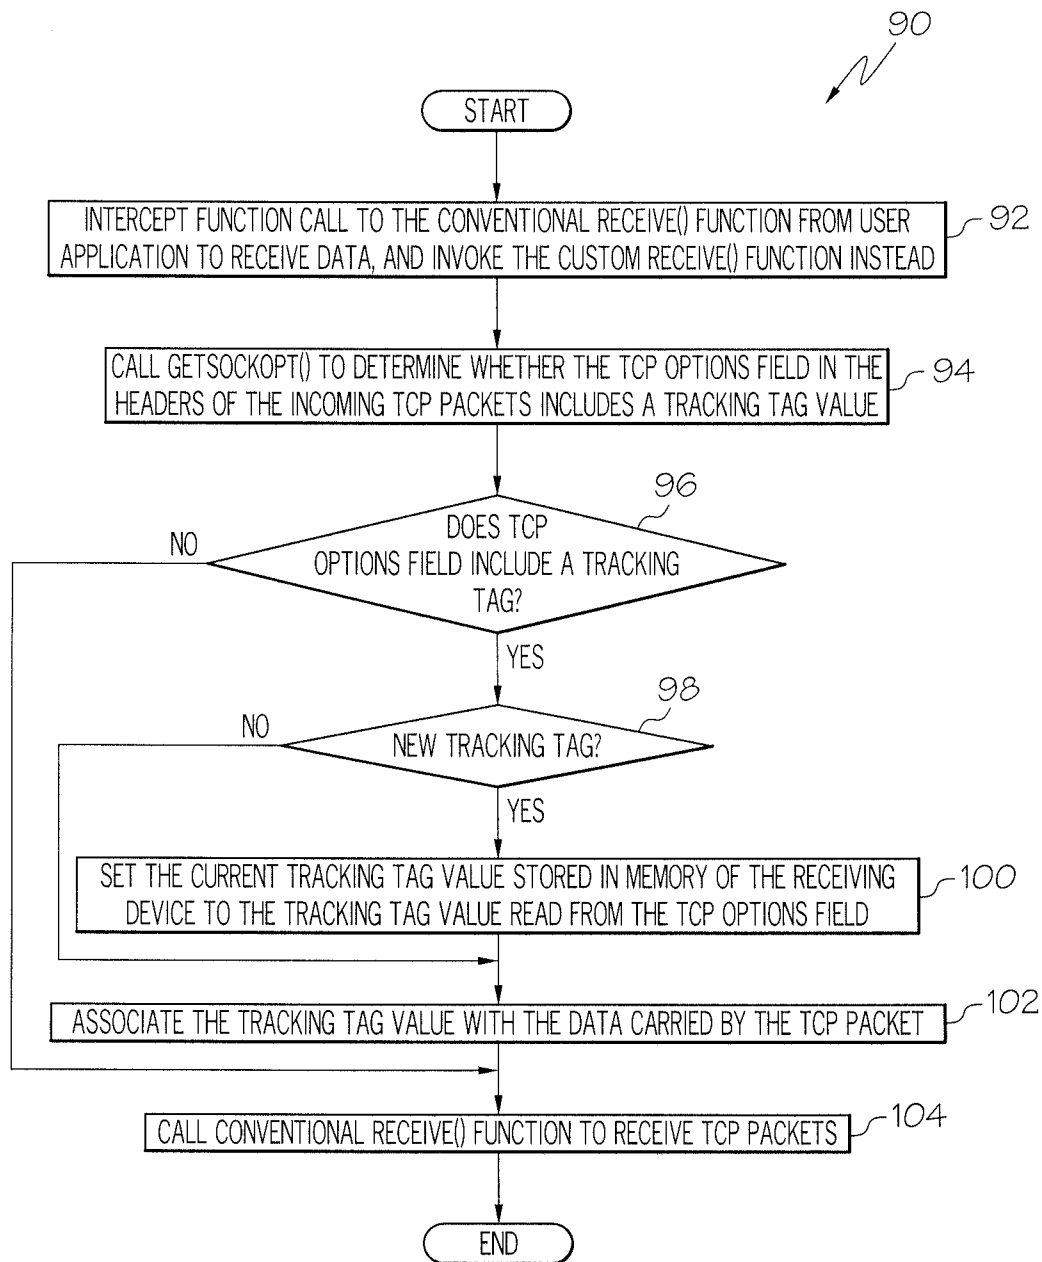 90
START
INTERCEPT FUNCTION CALL TO THE CONVENTIONAL RECEIVE() FUNCTION FROM USER
APPLICATION TO RECEIVE DATA, AND INVOKE THE CUSTOM RECEIVE() FUNCTION INSTEAD
92
CALL GETSOCKOPT() TO DETERMINE WHETHER THE TCP OPTIONS FIELD IN THE
HEADERS OF THE INCOMING TCP PACKETS INCLUDES A TRACKING TAG VALUE
94
96
DOES TCP
OPTIONS FIELD INCLUDE A TRACKING
TAG?
NO
YES
98
NEW TRACKING TAG?
NO
YES
SET THE CURRENT TRACKING TAG VALUE STORED IN MEMORY OF THE RECEIVING
DEVICE TO THE TRACKING TAG VALUE READ FROM THE TCP OPTIONS FIELD
100
ASSOCIATE THE TRACKING TAG VALUE WITH THE DATA CARRIED BY THE TCP PACKET
102
CALL CONVENTIONAL RECEIVE() FUNCTION TO RECEIVE TCP PACKETS
104
END